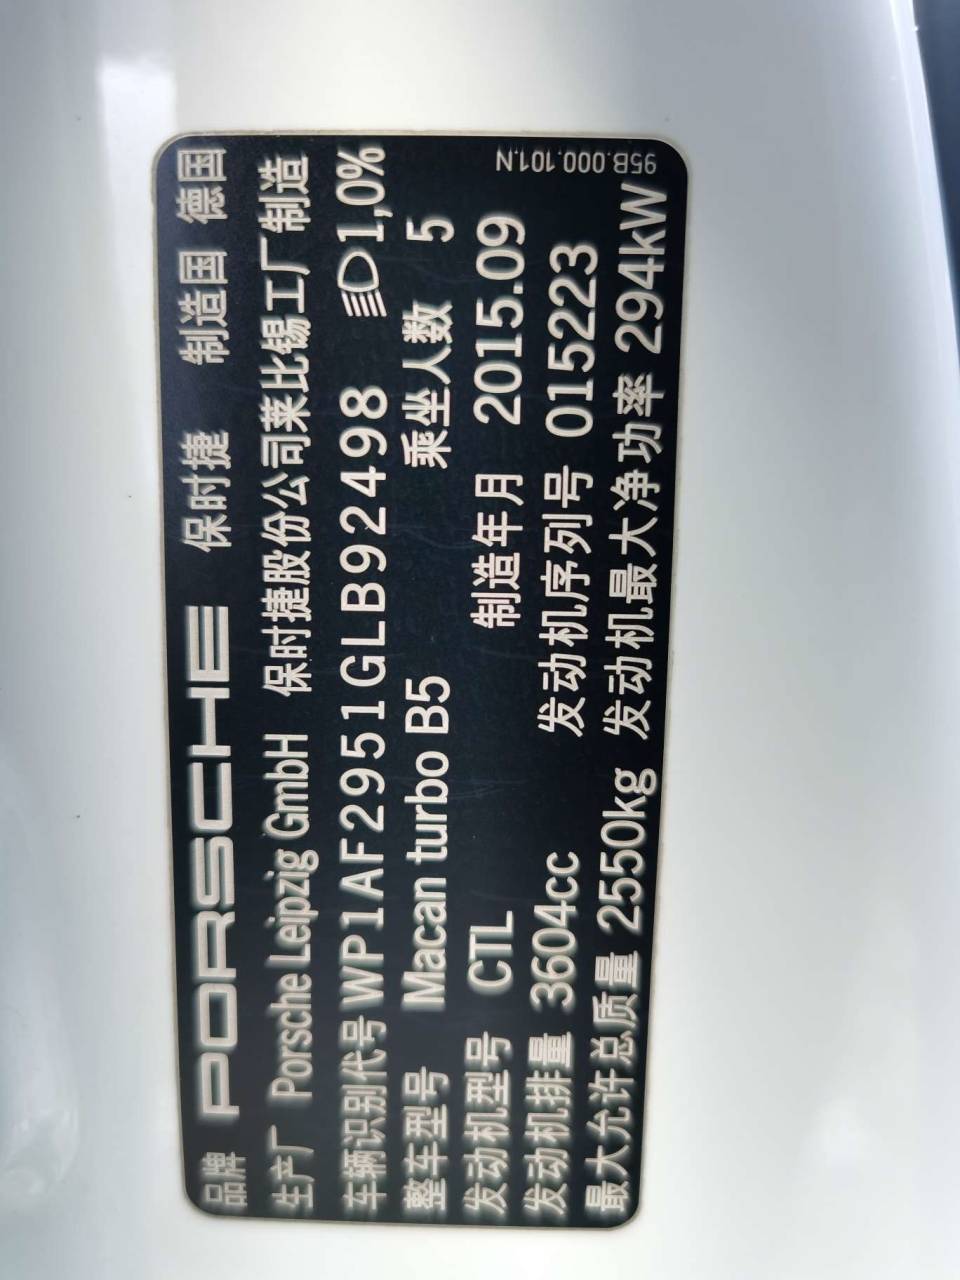 品牌 PORSCHE 保时捷 制造国 德国
生产厂 Porsche Leipzig GmbH 保时捷股份公司莱比锡工厂制造
车辆识别代号 WP1AF2951GLB92498 1,0%
整车型号 Macan turbo B5 乘坐人数 5
发动机型号 CTL 制造年月 2015.09
发动机排量 3604cc 发动机序列号 015223
最大允许总质量 2550kg 发动机最大净功率 294kW
95B.000.101.N